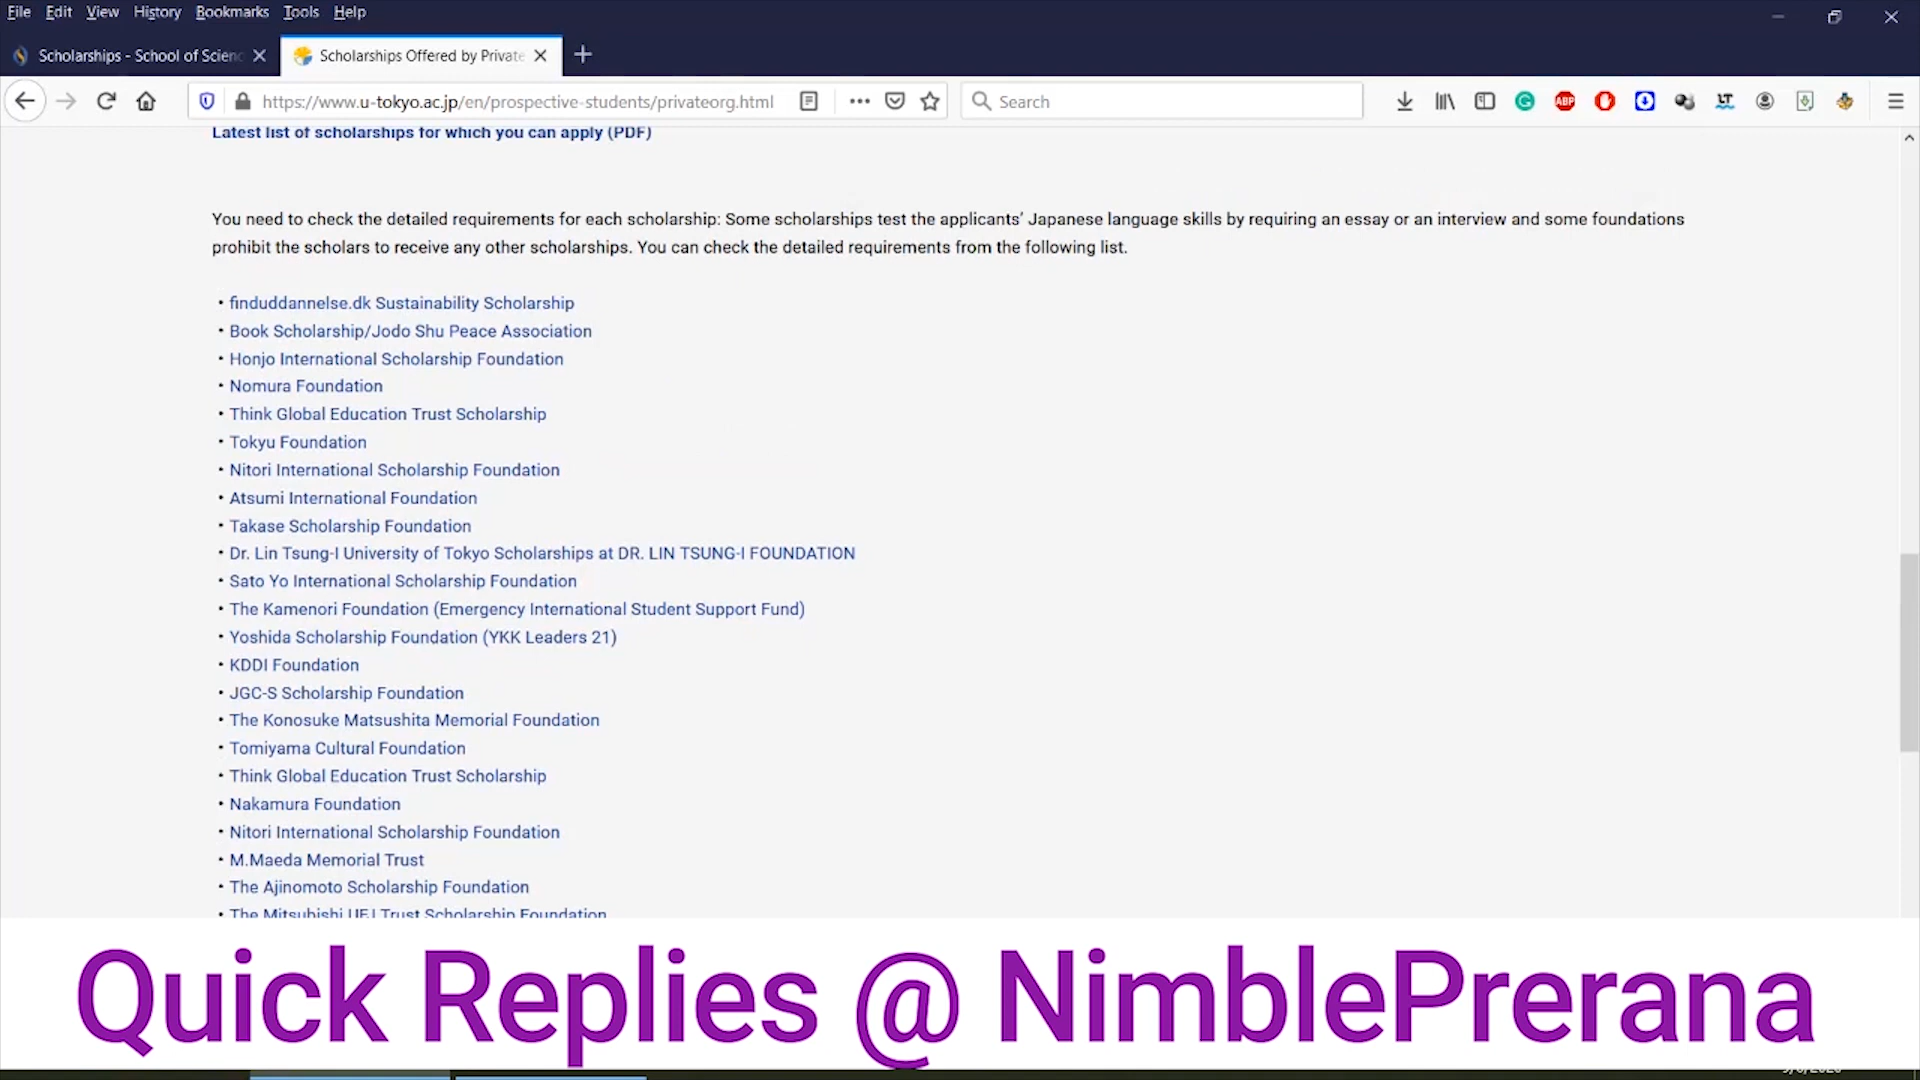 File Edit View History Bookmarks Tools Help
Scholarships - School of Scienc
Scholarships Offered by Private
https://www.u-tokyo.ac.jp/en/prospective-students/privateorg.html
Search
Latest list of scholarships for which you can apply (PDF)
You need to check the detailed requirements for each scholarship: Some scholarships test the applicants' Japanese language skills by requiring an essay or an interview and some foundations
prohibit the scholars to receive any other scholarships. You can check the detailed requirements from the following list.
・finduddannelse.dk Sustainability Scholarship
・Book Scholarship/Jodo Shu Peace Association
・Honjo International Scholarship Foundation
・Nomura Foundation
・Think Global Education Trust Scholarship
・Tokyu Foundation
・Nitori International Scholarship Foundation
・Atsumi International Foundation
・Takase Scholarship Foundation
・Dr. Lin Tsung-I University of Tokyo Scholarships at DR. LIN TSUNG-I FOUNDATION
・Sato Yo International Scholarship Foundation
・The Kamenori Foundation (Emergency International Student Support Fund)
・Yoshida Scholarship Foundation (YKK Leaders 21)
・KDDI Foundation
・JGC-S Scholarship Foundation
・The Konosuke Matsushita Memorial Foundation
・Tomiyama Cultural Foundation
・Think Global Education Trust Scholarship
・Nakamura Foundation
・Nitori International Scholarship Foundation
・M.Maeda Memorial Trust
・The Ajinomoto Scholarship Foundation
・The Mitsubishi UFJ Trust Scholarship Foundation
Quick Replies @ NimblePrerana